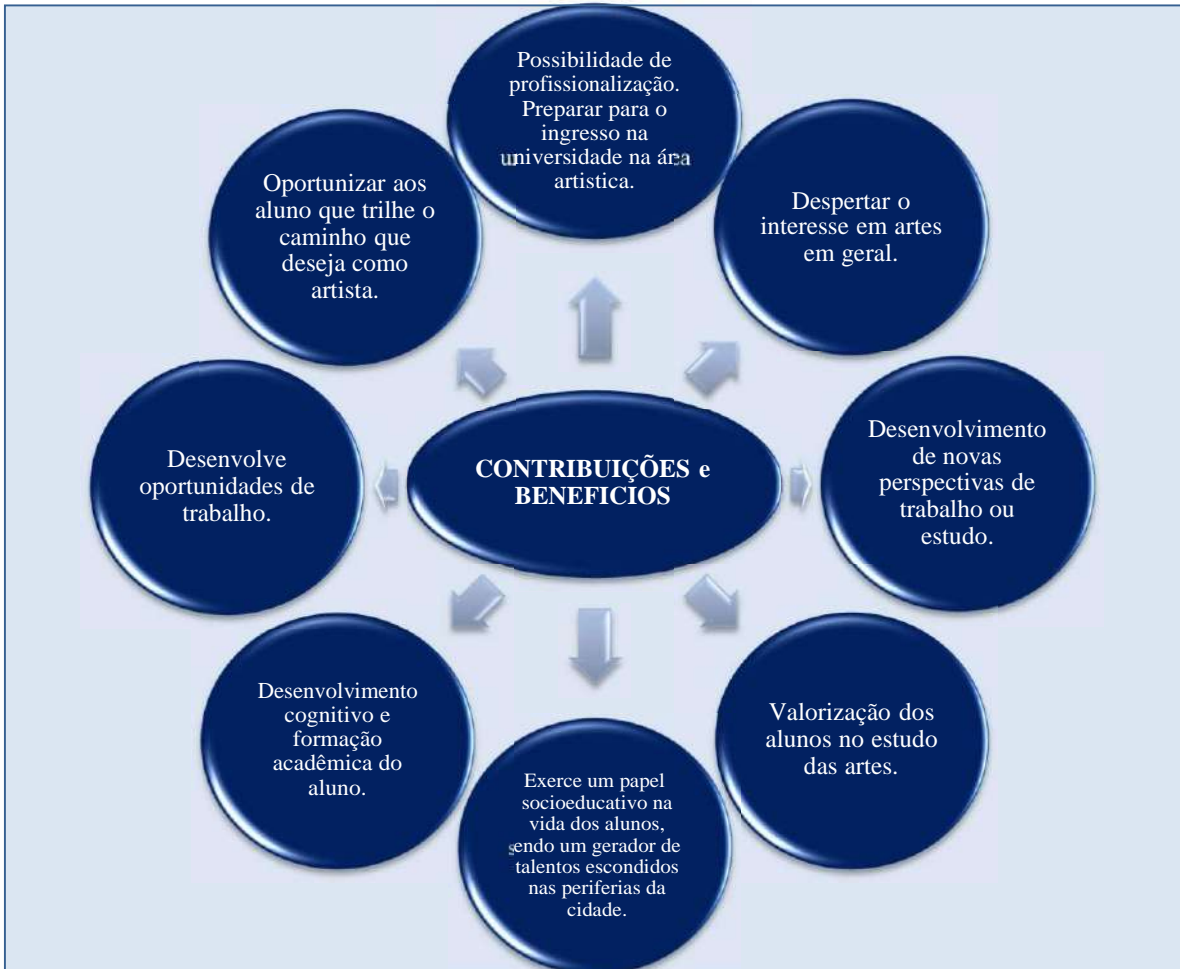 Possibilidade de
profissionalização.
Preparar para o
ingresso na
universidade na área
artistica.
Despertar o
interesse em artes
em geral.
Desenvolvimento
de novas
perspectivas de
trabalho ou
estudo.
Valorização dos
alunos no estudo
das artes.
Exerce um papel
socioeducativo na
vida dos alunos,
sendo um gerador de
talentos escondidos
nas periferias da
cidade.
Desenvolvimento
cognitivo e
formação
acadêmica do
aluno.
Desenvolve
oportunidades de
trabalho.
Oportunizar aos
aluno que trilhe o
caminho que
deseja como
artista.
CONTRIBUIÇÕES e
BENEFICIOS